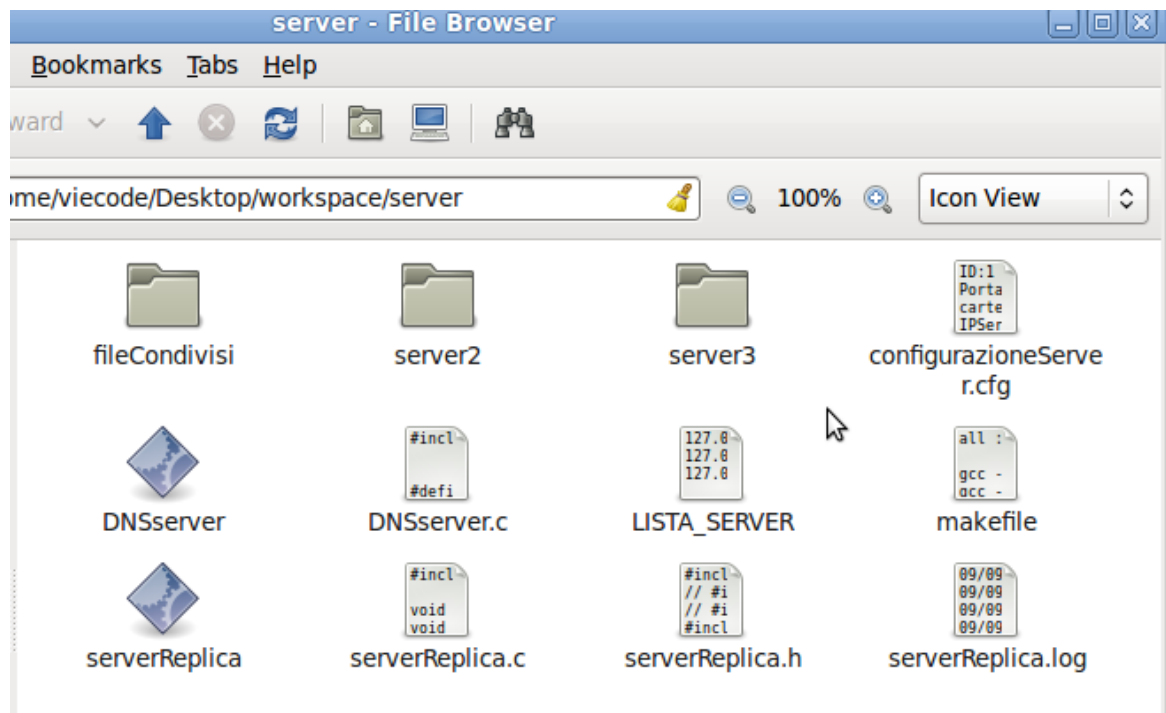 server - File Browser
Bookmarks Tabs Help
ward
ome/viecode/Desktop/workspace/server 100% Icon View
ID:1
Porta
carte
IPSer
fileCondivisi server2 server3 configurazioneServe
r.cfg
#incl
#defi
127.0
127.0
127.0
all :
gcc -
gcc -
DNSserver DNSserver.c LISTA_SERVER makefile
#incl
void
void
#incl
// #i
// #i
#incl
09/09
09/09
09/09
09/09
serverReplica serverReplica.c serverReplica.h serverReplica.log